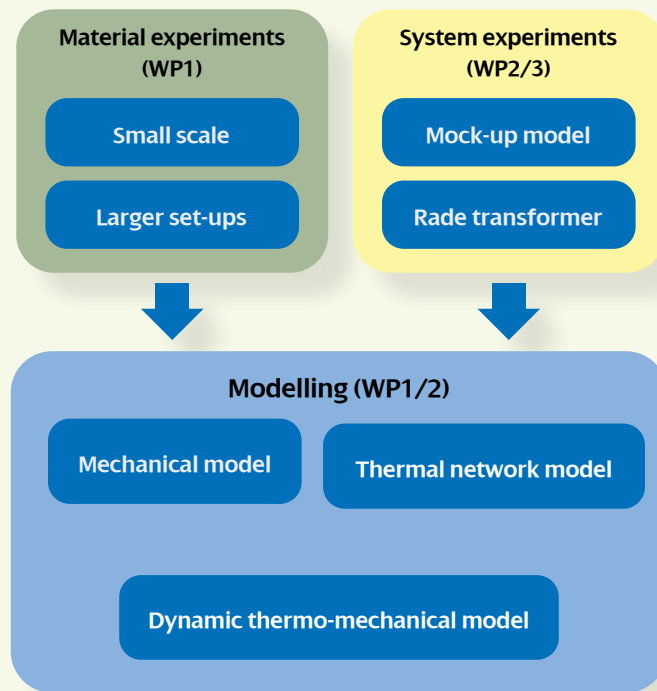 Material experiments
(WP1)
Small scale
Larger set-ups
System experiments
(WP2/3)
Mock-up model
Rade transformer
Modelling (WP1/2)
Mechanical model
Thermal network model
Dynamic thermo-mechanical model